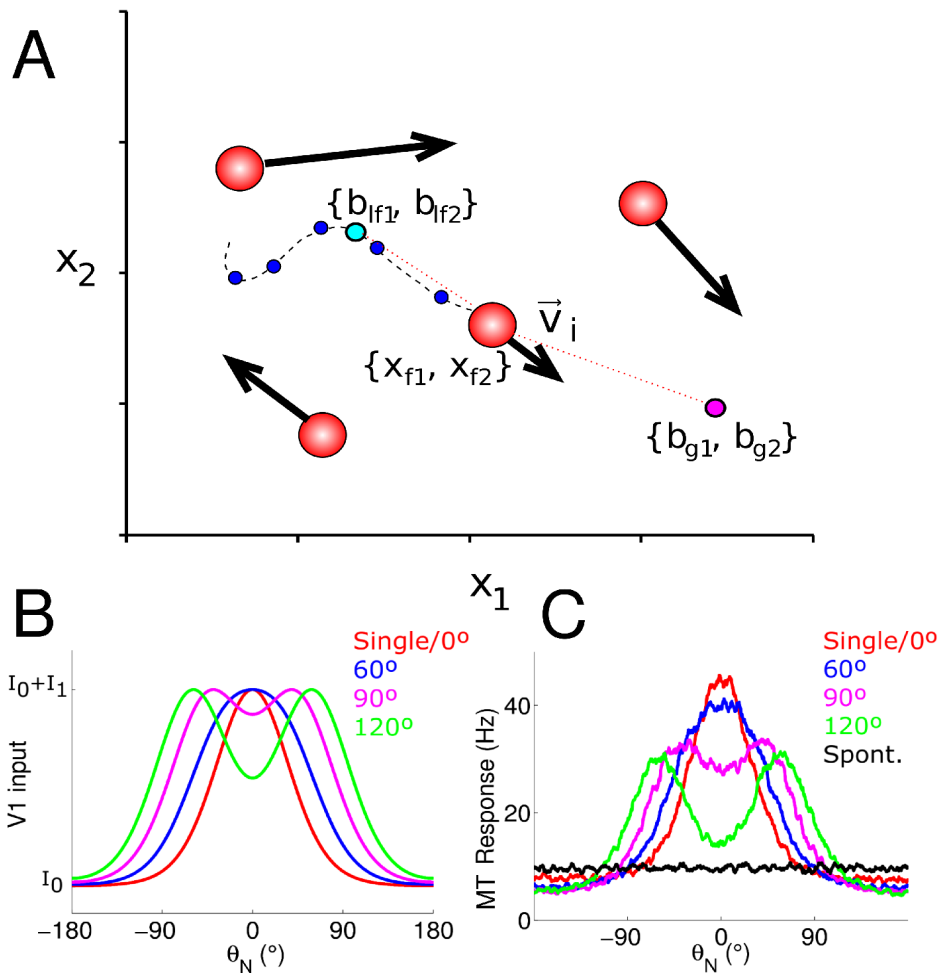 A
x2
{blf1, blf2}
v⃗ i
{xf1, xf2}
{bg1, bg2}
x1
B
Single/0º
60º
90º
120º
I0+I1
V1 input
I0
−180
−90
0
90
180
θN (°)
C
Single/0º
60º
90º
120º
Spont.
MT Response (Hz)
40
20
0
−90
0
90
θN (°)